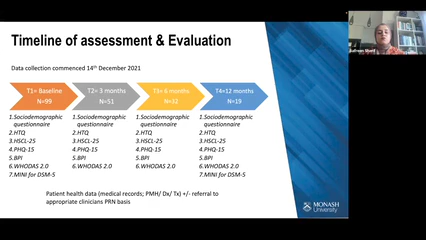 Timeline of assessment & Evaluation
Data collection commenced 14th December 2021
T1= Baseline
N=99
T2= 3 months
N=51
6 months
T4=12 months
N=19
1.Sociodemographic
questionnaire
2.HTQ
3.HSCL-25
4.PHQ-15
5.BPI
6.WHODAS 2.0
7.MINI for DSM-5
1.Sociodemographic
questionnaire
2.HTQ
3.HSCL-25
4.PHQ-15
5.BPI
6.WHODAS 2.0
1.Sociodemographic
questionnaire
2.HTQ
3.HSCL-25
4.PHQ-15
5.BPI
6.WHODAS 2.0
1.Sociodemographic
questionnaire
2.HTQ
3.HSCL-25
4.PHQ-15
5.BPI
6.WHODAS 2.0
7.MINI for DSM-5
Patient health data (medical records; PMH/ Dx/ Tx) +/- referral to
appropriate clinicians PRN basis
MONASH
University